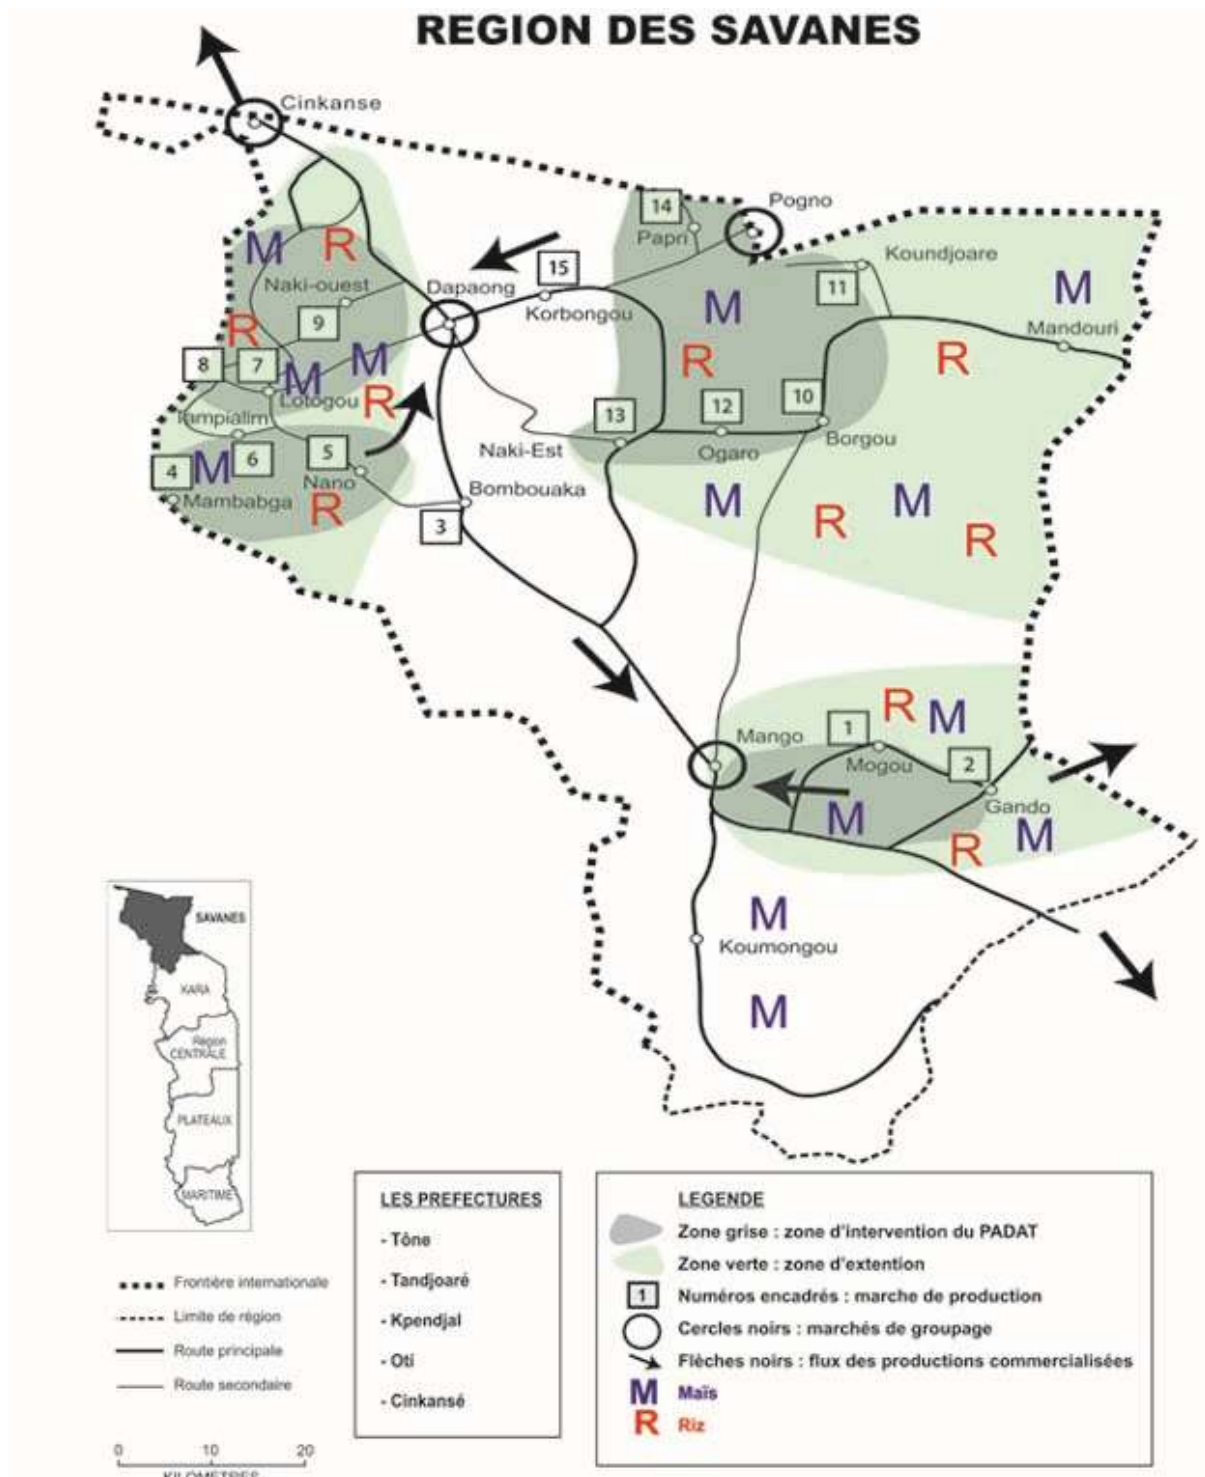 REGION DES SAVANES
Cinkanse
14
Pogno
Papri
M
R
15
Koundjoare
11
Naki-ouest
Dapaong
Korbongou
M
M
Mandouri
9
R
R
R
8
7
M
M
Lotogou
R
10
12
13
Tampialim
Borgou
5
Naki-Est
Ogaro
4
M
6
Nano
Mambabga
R
Bombouaka
M
M
3
R
R
R
M
Mango
1
Mogou
2
Gando
M
M
R
M
Koumongou
M
SAVANES
KARA
Région
CENTRALE
PLATEAUX
MARITIME
Frontière internationale
Limite de région
Route principale
Route secondaire
0 10 20
KILOMETRES
LES PREFECTURES
- Tône
- Tandjoaré
- Kpendjal
- Oti
- Cinkansé
LEGENDE
Zone grise : zone d'intervention du PADAT
Zone verte : zone d'extention
1 Numéros encadrés : marche de production
Cercles noirs : marchés de groupage
Flèches noirs : flux des productions commercialisées
M Maïs
R Riz